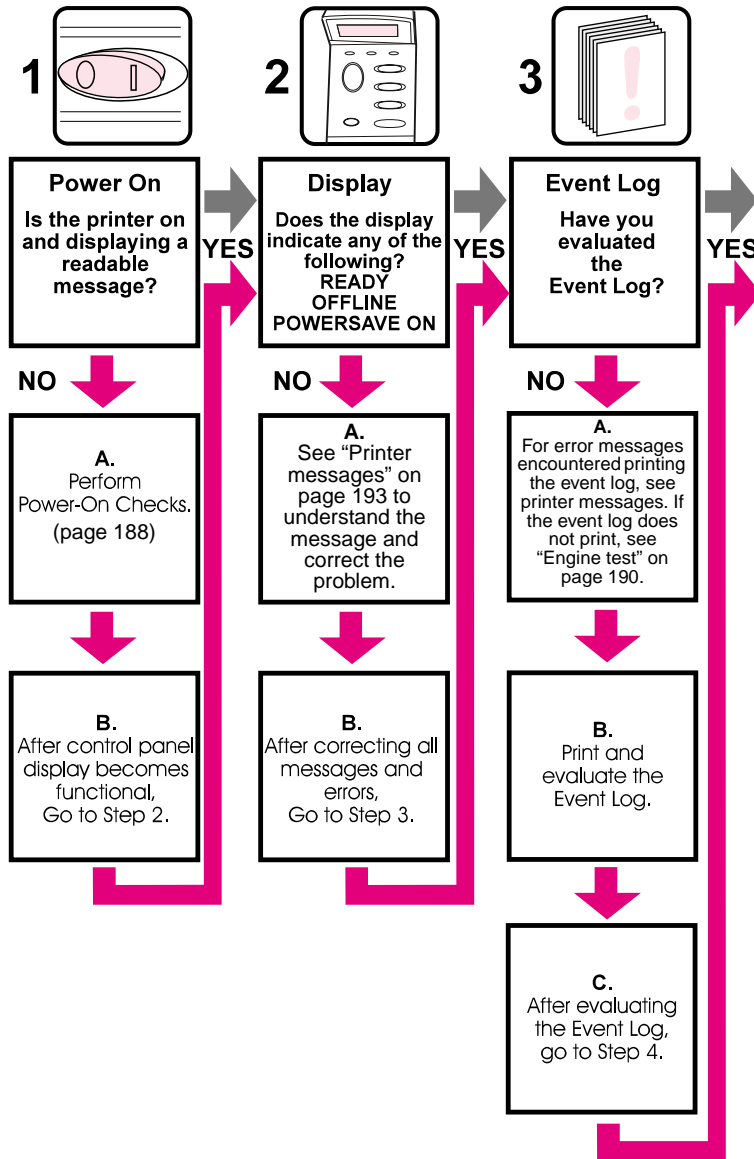 1
2
3
Power On
Is the printer on
and displaying a
readable
message?
YES
NO
A.
Perform
Power-On Checks.
(page 188)
B.
After control panel
display becomes
functional,
Go to Step 2.
Display
Does the display
indicate any of the
following?
READY
OFFLINE
POWERSAVE ON
YES
NO
A.
See “Printer
messages” on
page 193 to
understand the
message and
correct the
problem.
B.
After correcting all
messages and
errors,
Go to Step 3.
Event Log
Have you
evaluated
the
Event Log?
YES
NO
A.
For error messages
encountered printing
the event log, see
printer messages. If
the event log does
not print, see
“Engine test” on
page 190.
B.
Print and
evaluate the
Event Log.
C.
After evaluating
the Event Log,
go to Step 4.